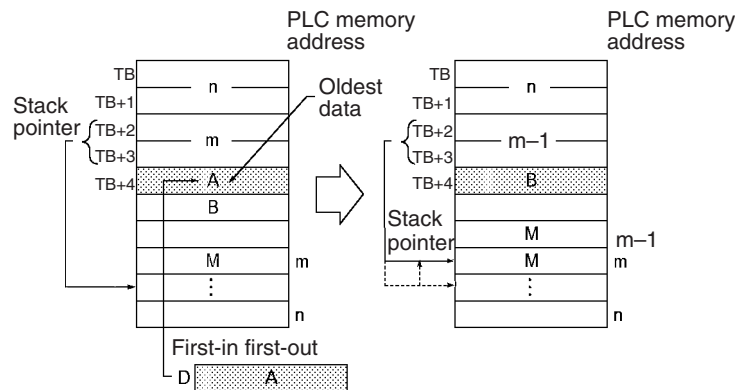 PLC memory
address
TB
n
TB+1
Oldest
data
Stack
pointer
TB+2
m
TB+3
TB+4
A
B
M
m
⋮
n
First-in first-out
D
A
PLC memory
address
TB
n
TB+1
TB+2
m–1
TB+3
TB+4
B
Stack
pointer
M
m–1
M
m
⋮
n